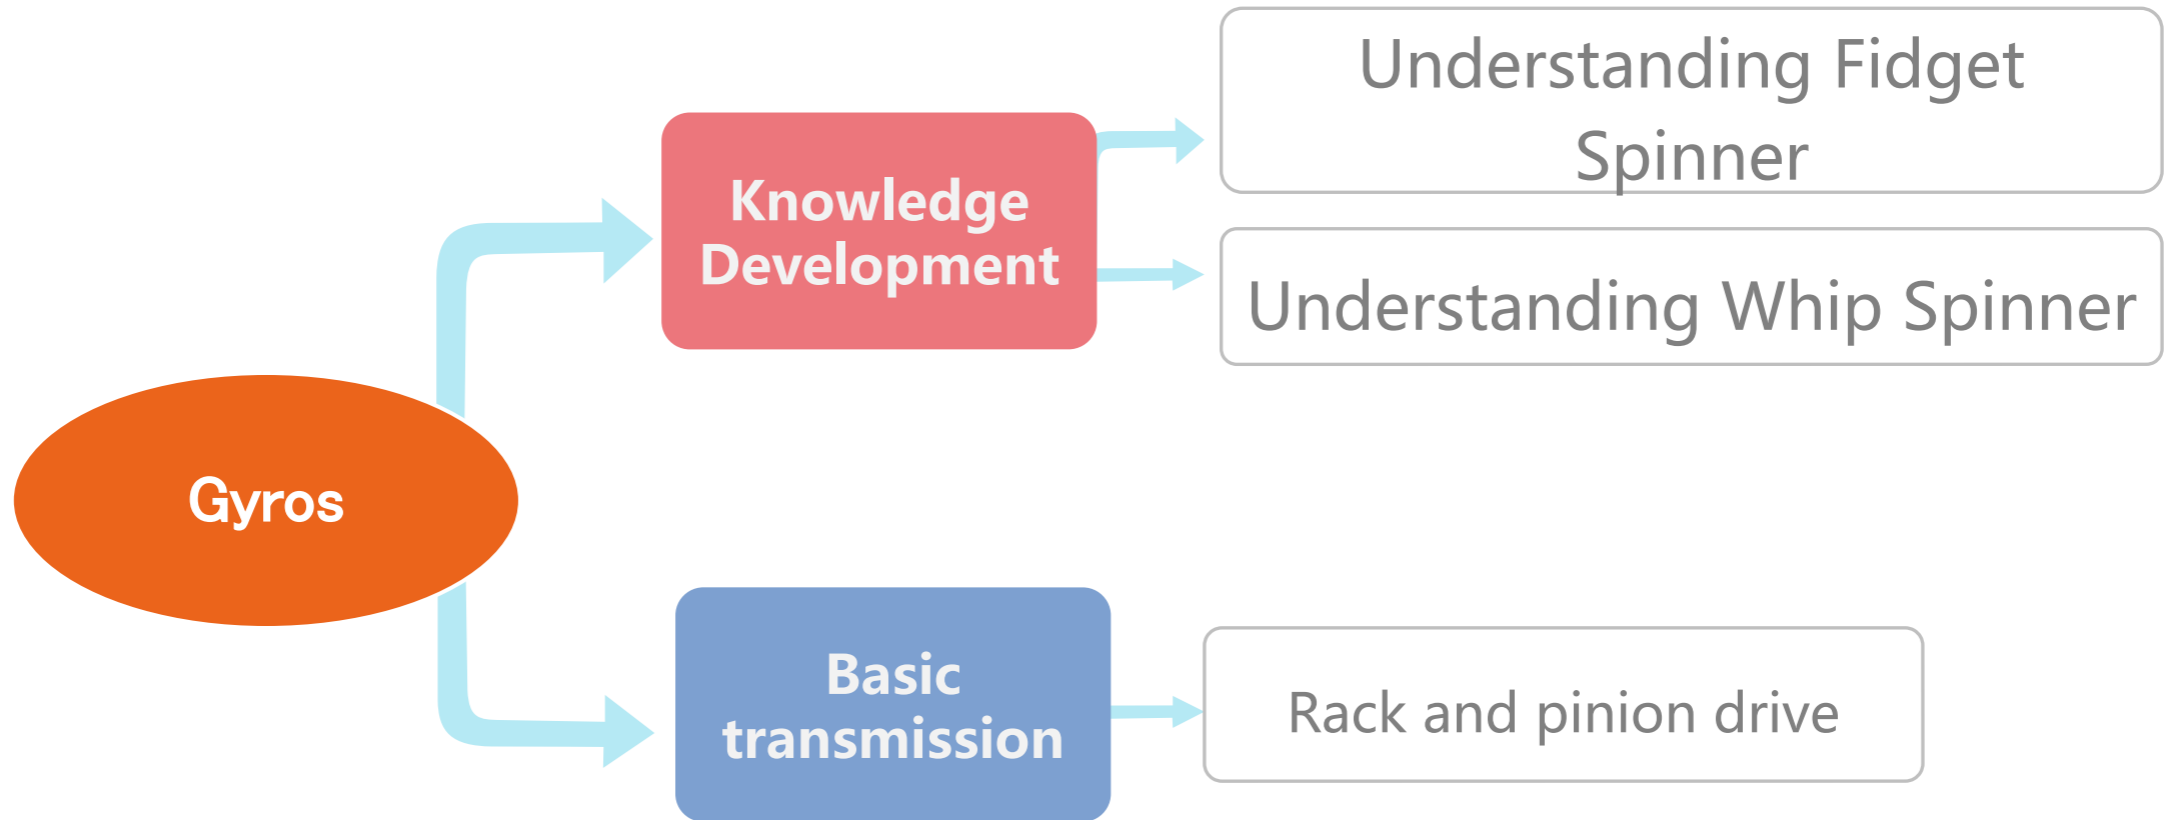 Understanding Fidget
Spinner
Knowledge
Development
Understanding Whip Spinner
Gyros
Basic
transmission
Rack and pinion drive